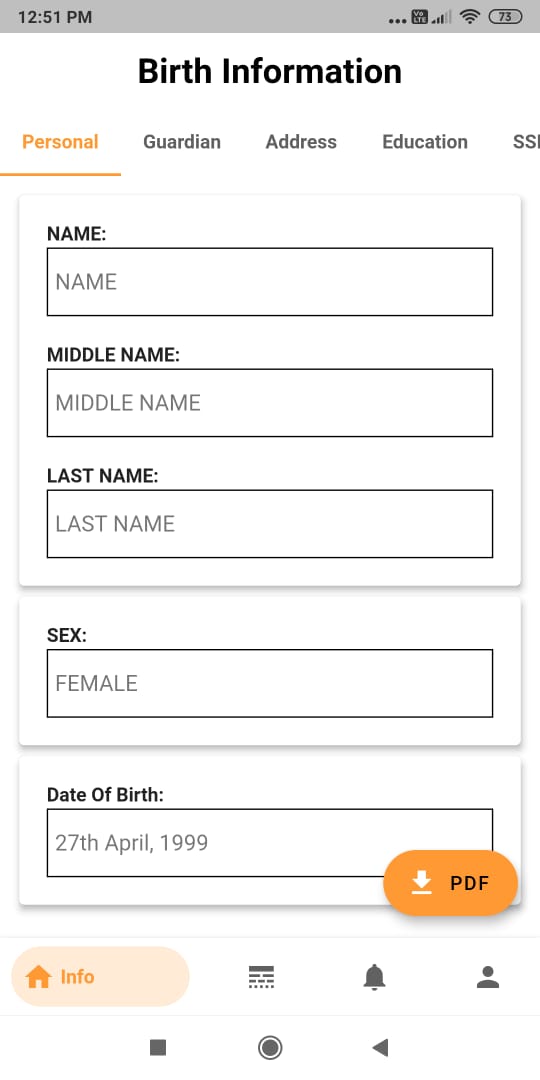 12:51 PM
Vo LTE
73
Birth Information
Personal Guardian Address Education SSI
NAME:
NAME
MIDDLE NAME:
MIDDLE NAME
LAST NAME:
LAST NAME
SEX:
FEMALE
Date Of Birth:
27th April, 1999
PDF
Info